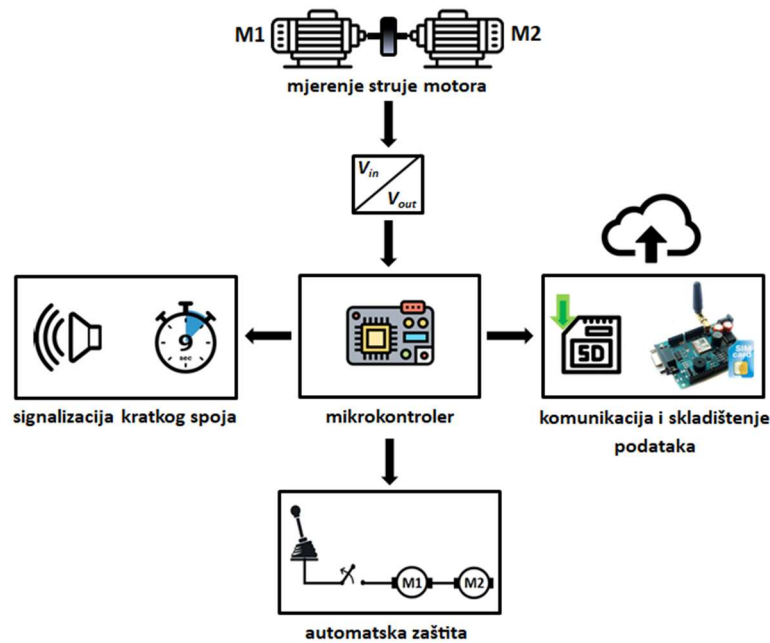 M1
M2
mjerenje struje motora
Vin
Vout
9
sec
SD
SIM
card
signalizacija kratkog spoja
mikrokontroler
komunikacija i skladištenje
podataka
M1
M2
automatska zaštita